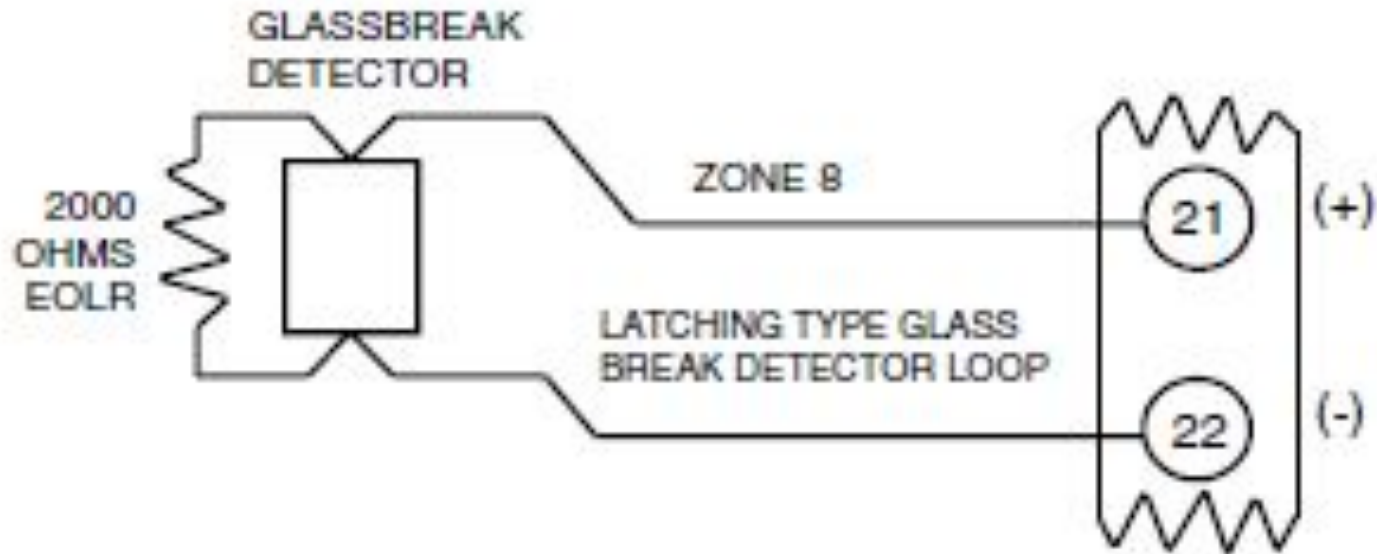 GLASSBREAK
DETECTOR
2000
OHMS
EOLR
ZONE 8
21
(+)
LATCHING TYPE GLASS
BREAK DETECTOR LOOP
22
(-)